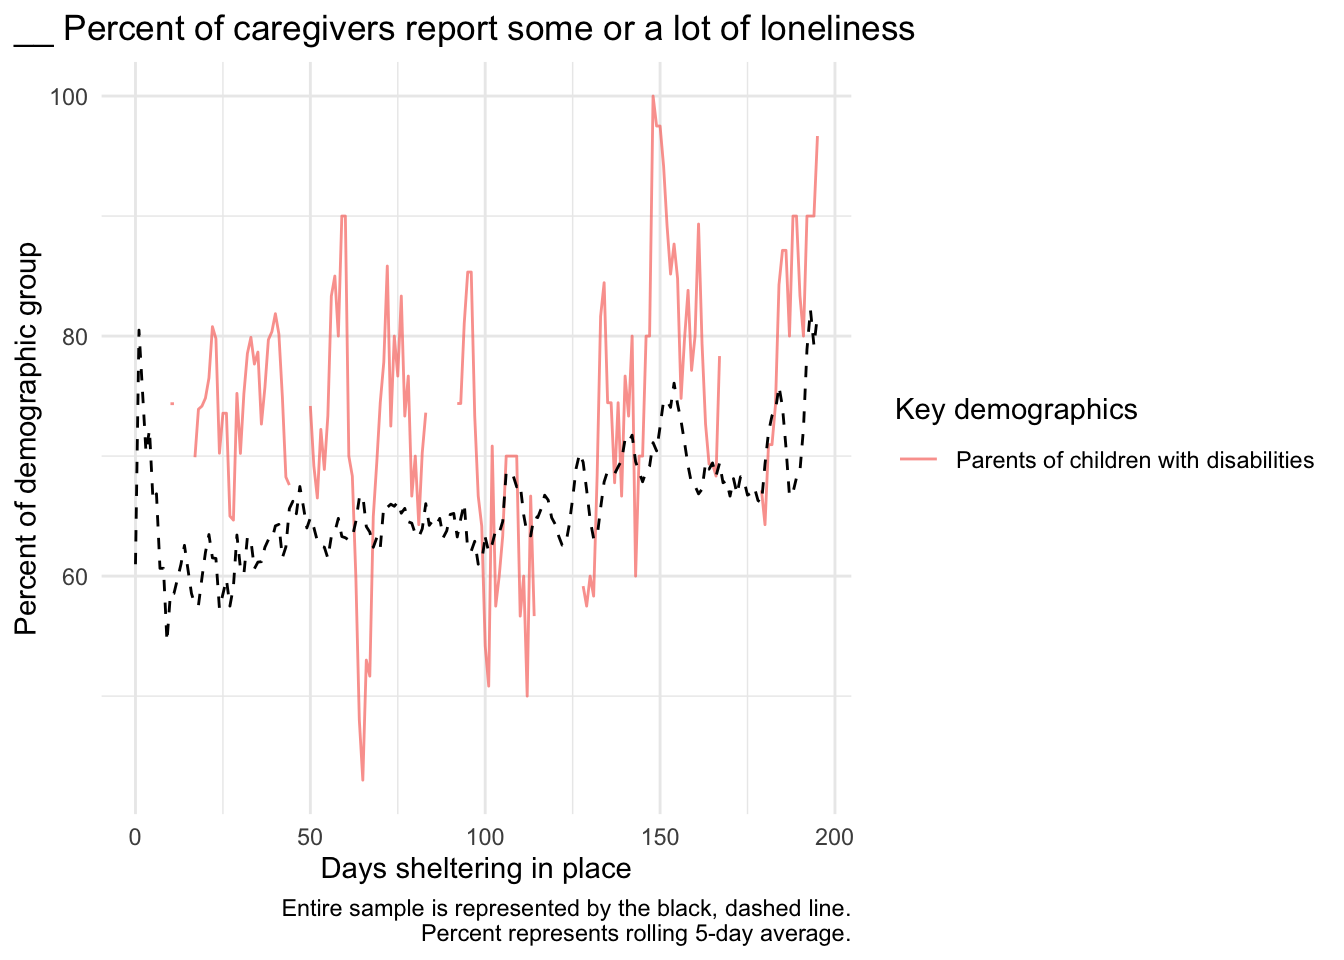 __ Percent of caregivers report some or a lot of loneliness
Percent of demographic group
100
80
60
0
50
100
150
200
Days sheltering in place
Key demographics
Parents of children with disabilities
Entire sample is represented by the black, dashed line.
Percent represents rolling 5-day average.